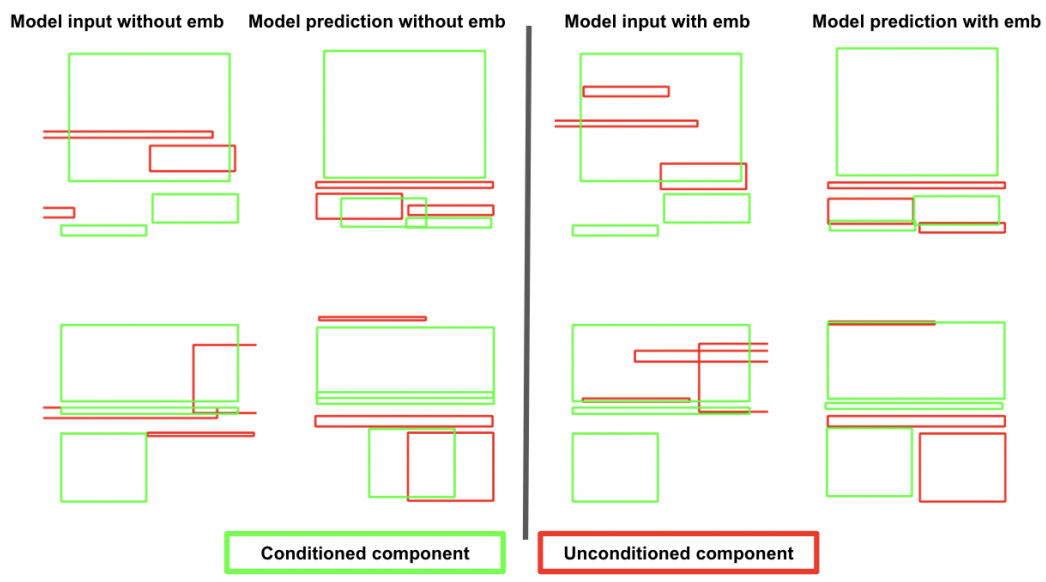 Model input without emb
Model prediction without emb
Model input with emb
Model prediction with emb
Conditioned component
Unconditioned component